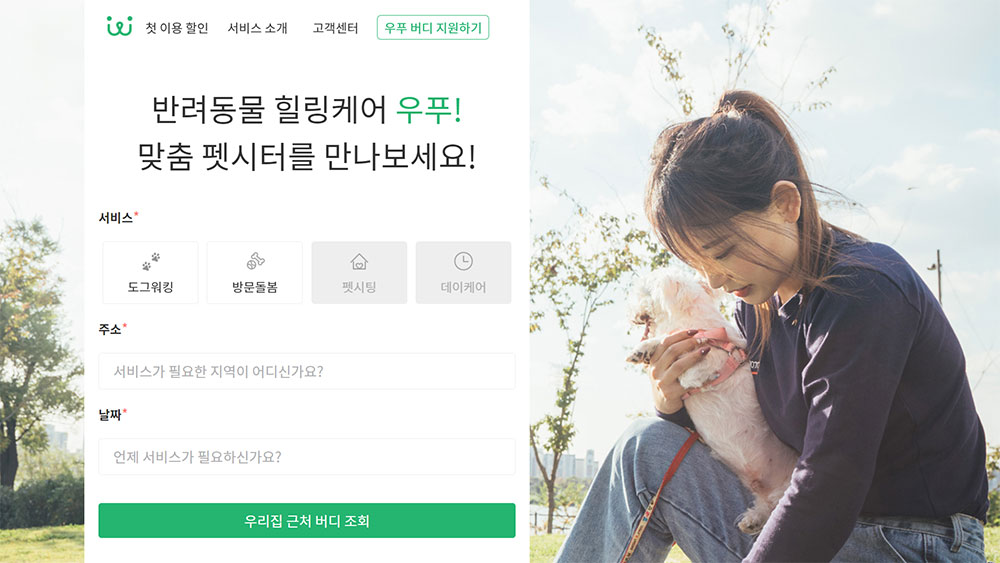 첫 이용 할인 서비스 소개 고객센터 우푸 버디 지원하기
반려동물 힐링케어 우푸!
맞춤 펫시터를 만나보세요!
서비스*
도그워킹 방문돌봄 펫시팅 데이케어
주소*
서비스가 필요한 지역이 어디신가요?
날짜*
언제 서비스가 필요하신가요?
우리집 근처 버디 조회